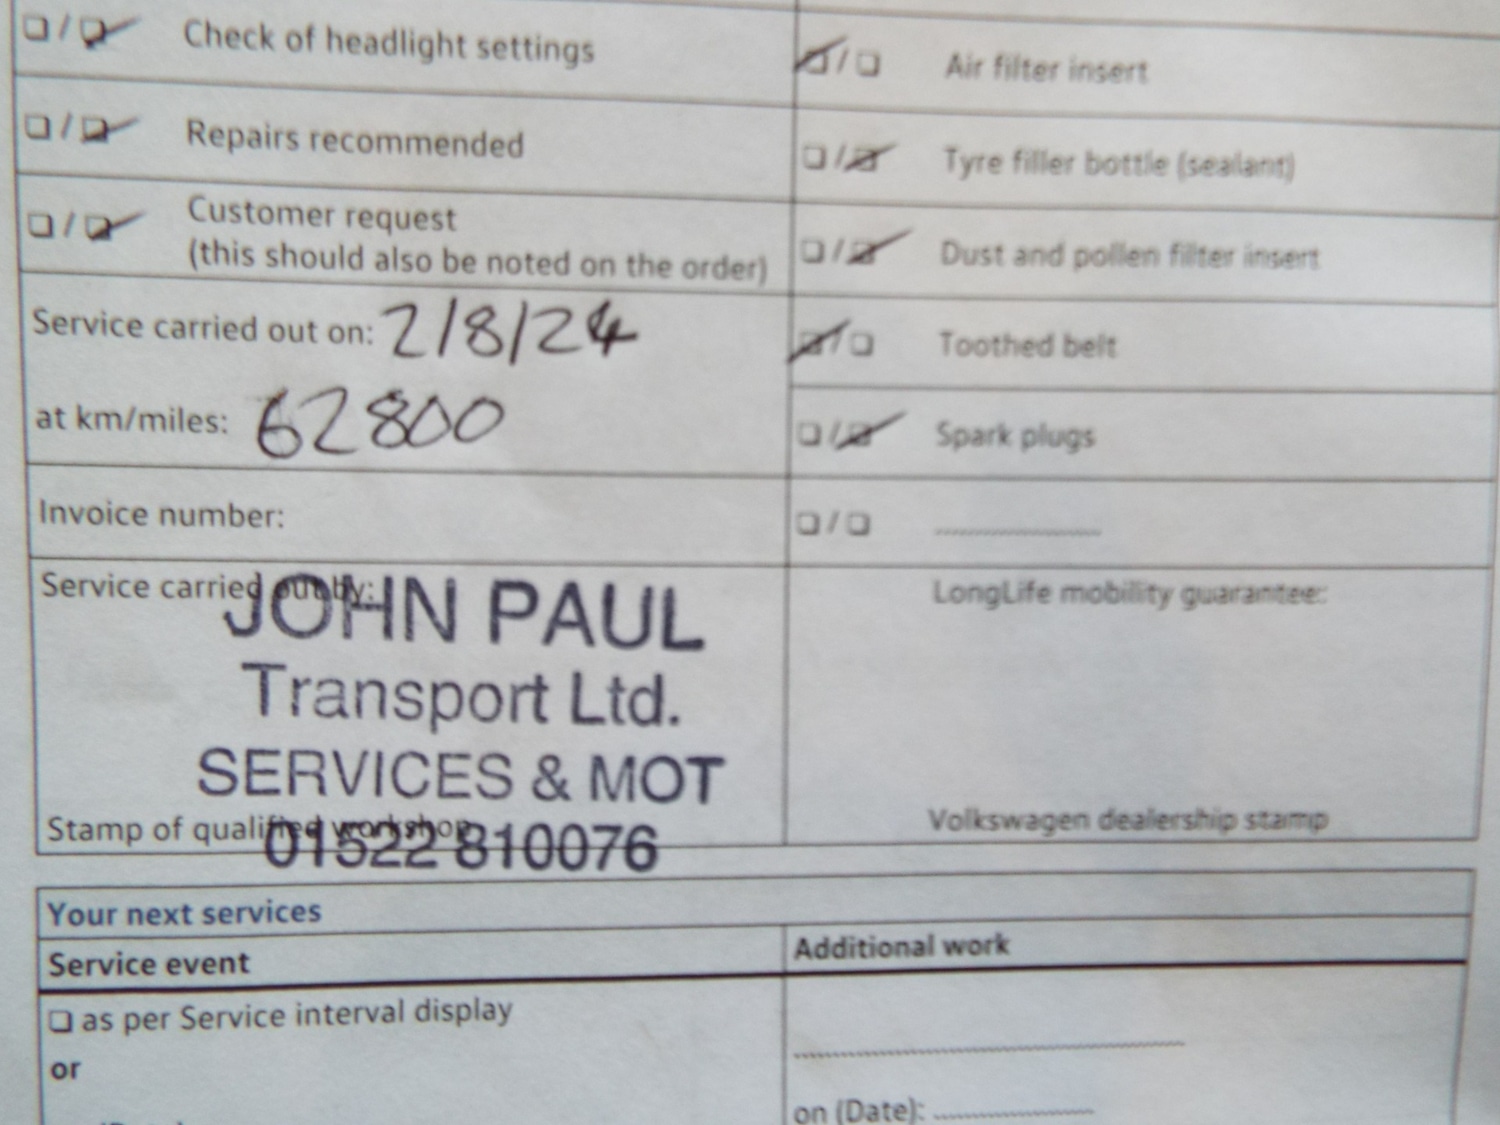 Check of headlight settings
Air filter insert
Repairs recommended
Tyre filler bottle (sealant)
Customer request
(this should also be noted on the order)
Dust and pollen filter insert
Service carried out on: 2/8/24
Toothed belt
at km/miles: 62800
Spark plugs
Invoice number:
Service carried out by:
JOHN PAUL
Transport Ltd.
SERVICES & MOT
01522 810076
Stamp of qualified workshop
LongLife mobility guarantee:
Volkswagen dealership stamp
Your next services
Service event
Additional work
as per Service interval display
or
on (Date):